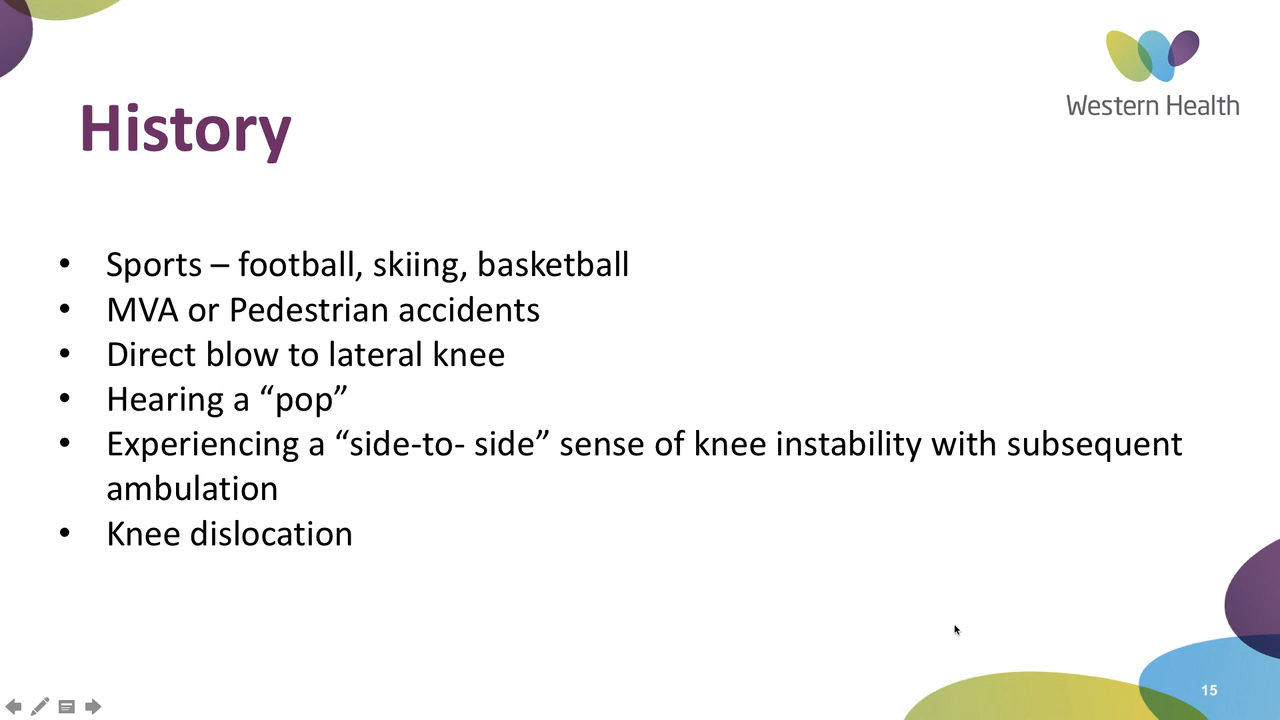 Western Health
History
• Sports – football, skiing, basketball
• MVA or Pedestrian accidents
• Direct blow to lateral knee
• Hearing a “pop”
• Experiencing a “side-to- side” sense of knee instability with subsequent
ambulation
• Knee dislocation
15